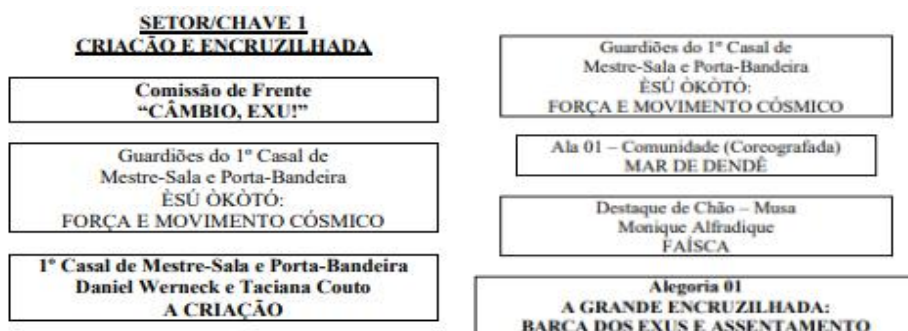 SETOR/CHAVE 1
CRIAÇÃO E ENCRUZILHADA
Comissão de Frente
“CÂMBIO, EXU!”
Guardiões do 1º Casal de
Mestre-Sala e Porta-Bandeira
ÈSÚ ÒKÒTÓ:
FORÇA E MOVIMENTO CÓSMICO
1º Casal de Mestre-Sala e Porta-Bandeira
Daniel Werneck e Taciana Couto
A CRIAÇÃO
Guardiões do 1º Casal de
Mestre-Sala e Porta-Bandeira
ÈSÚ ÒKÒTÓ:
FORÇA E MOVIMENTO CÓSMICO
Ala 01 – Comunidade (Coreografada)
MAR DE DENDÊ
Destaque de Chão – Musa
Monique Alfradique
FAÍSCA
Alegoria 01
A GRANDE ENCRUZILHADA:
BARCA DOS EXUS E ASSENTAMENTO